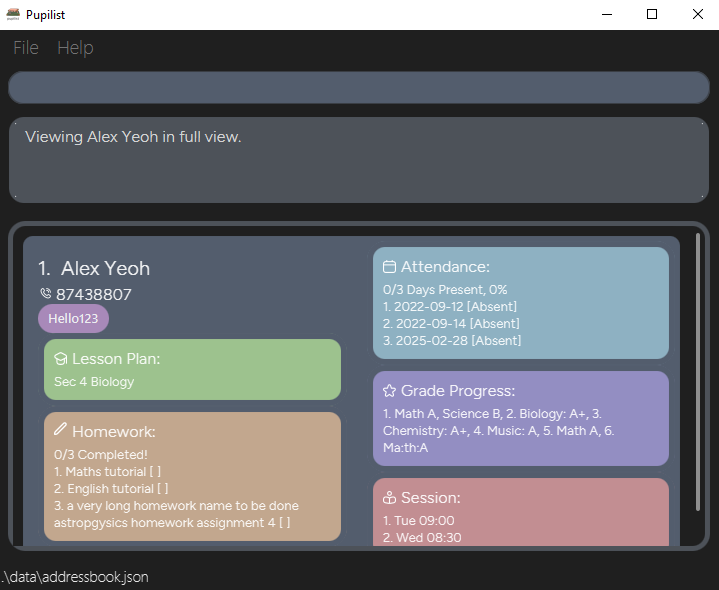 Pupilist
File Help
Viewing Alex Yeoh in full view.
1. Alex Yeoh
87438807
Hello123
Lesson Plan:
Sec 4 Biology
Homework:
0/3 Completed!
1. Maths tutorial [ ]
2. English tutorial [ ]
3. a very long homework name to be done
astropgysics homework assignment 4 [ ]
Attendance:
0/3 Days Present, 0%
1. 2022-09-12 [Absent]
2. 2022-09-14 [Absent]
3. 2025-02-28 [Absent]
Grade Progress:
1. Math A, Science B, 2. Biology: A+, 3.
Chemistry: A+, 4. Music: A, 5. Math A, 6.
Ma:th:A
Session:
1. Tue 09:00
2. Wed 08:30
.\data\addressbook.json